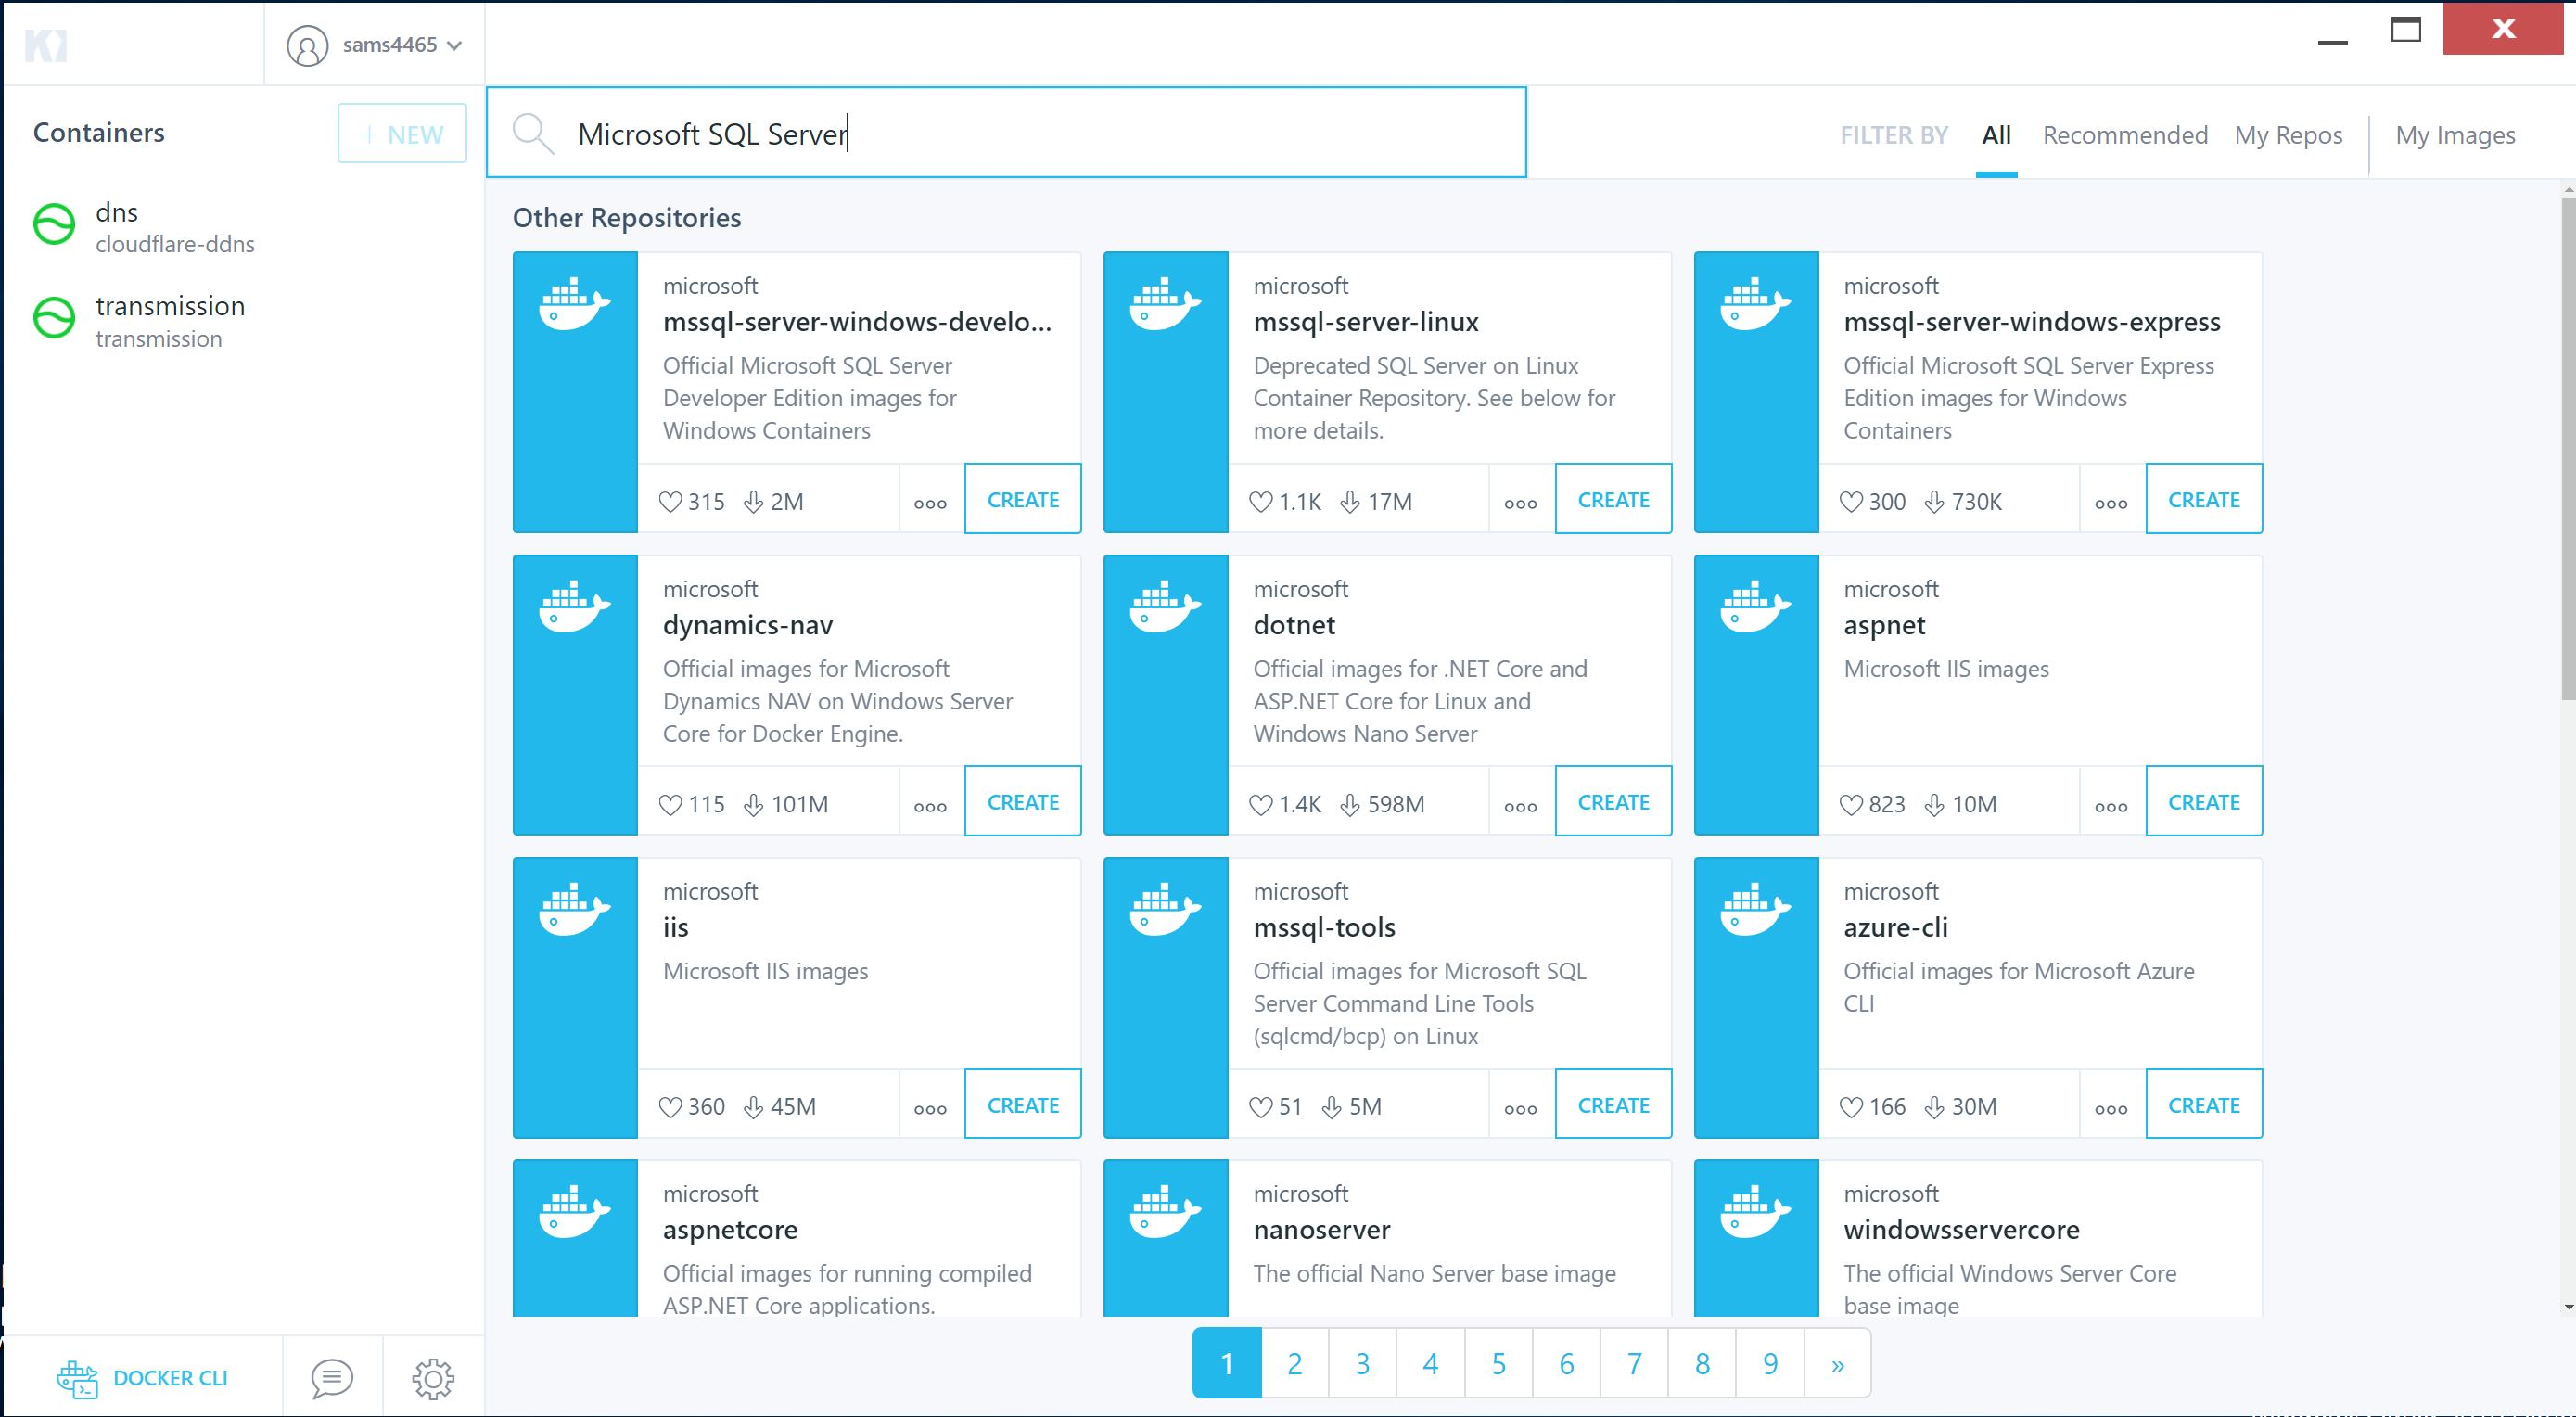 sams4465
Containers
+ NEW
Microsoft SQL Server
FILTER BY All Recommended My Repos My Images
dns
cloudflare-ddns
transmission
transmission
Other Repositories
microsoft
mssql-server-windows-develo...
Official Microsoft SQL Server
Developer Edition images for
Windows Containers
315 2M CREATE
microsoft
mssql-server-linux
Deprecated SQL Server on Linux
Container Repository. See below for
more details.
1.1K 17M CREATE
microsoft
mssql-server-windows-express
Official Microsoft SQL Server Express
Edition images for Windows
Containers
300 730K CREATE
microsoft
dynamics-nav
Official images for Microsoft
Dynamics NAV on Windows Server
Core for Docker Engine.
115 101M CREATE
microsoft
dotnet
Official images for .NET Core and
ASP.NET Core for Linux and
Windows Nano Server
1.4K 598M CREATE
microsoft
aspnet
Microsoft IIS images
823 10M CREATE
microsoft
iis
Microsoft IIS images
360 45M CREATE
microsoft
mssql-tools
Official images for Microsoft SQL
Server Command Line Tools
(sqlcmd/bcp) on Linux
51 5M CREATE
microsoft
azure-cli
Official images for Microsoft Azure
CLI
166 30M CREATE
microsoft
aspnetcore
Official images for running compiled
ASP.NET Core applications.
microsoft
nanoserver
The official Nano Server base image
microsoft
windowsservercore
The official Windows Server Core
base image
1 2 3 4 5 6 7 8 9 »
DOCKER CLI